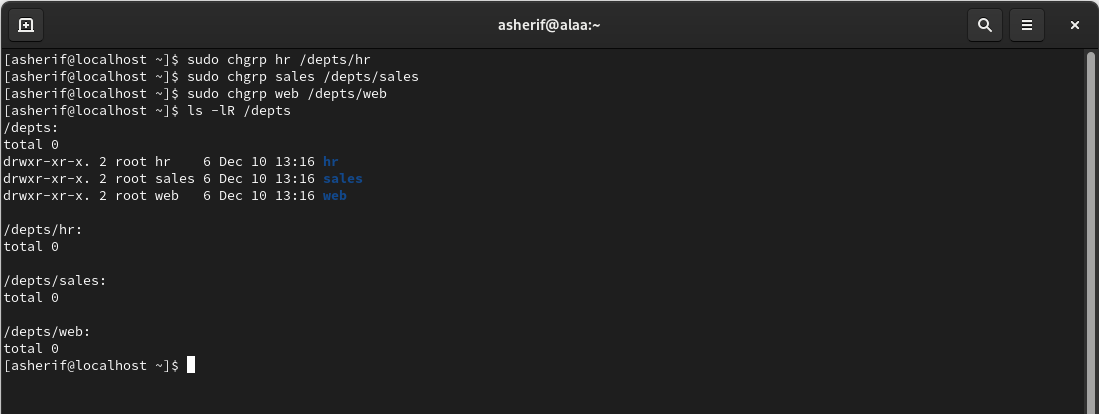 asherif@alaa:~
[asherif@localhost ~]$ sudo chgrp hr /depts/hr
[asherif@localhost ~]$ sudo chgrp sales /depts/sales
[asherif@localhost ~]$ sudo chgrp web /depts/web
[asherif@localhost ~]$ ls -lR /depts
/depts:
total 0
drwxr-xr-x. 2 root hr    6 Dec 10 13:16 hr
drwxr-xr-x. 2 root sales 6 Dec 10 13:16 sales
drwxr-xr-x. 2 root web   6 Dec 10 13:16 web

/depts/hr:
total 0

/depts/sales:
total 0

/depts/web:
total 0
[asherif@localhost ~]$